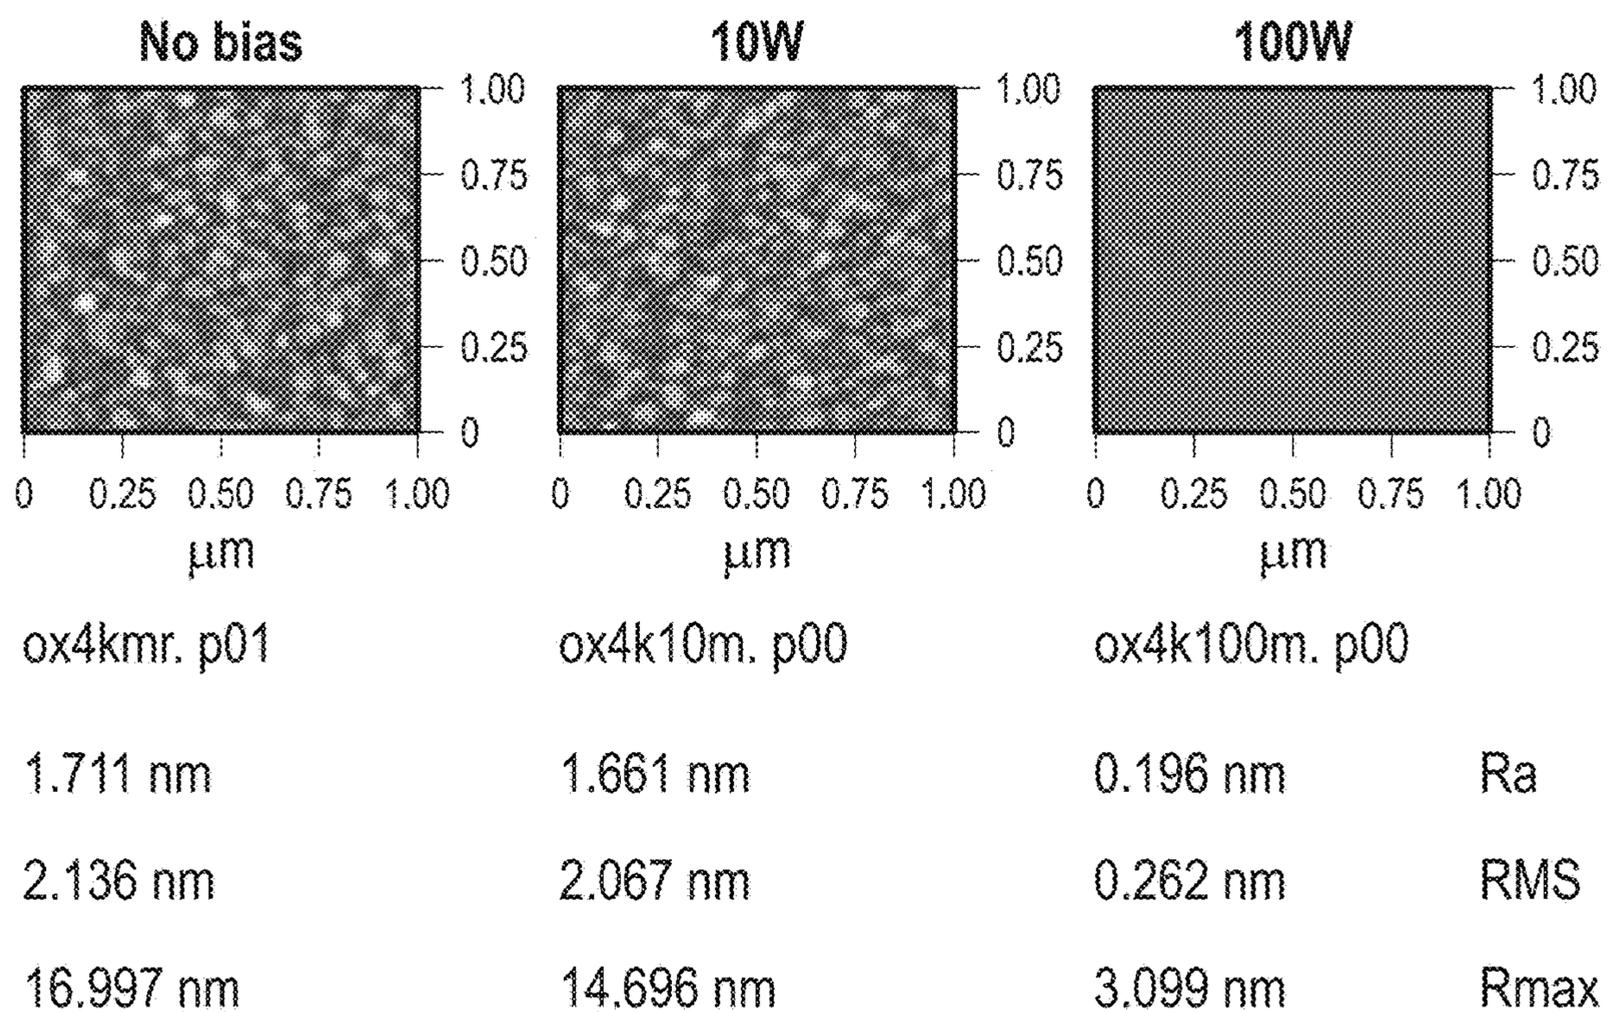 No bias 10W 100W
1.00 1.00 1.00
0.75 0.75 0.75
0.50 0.50 0.50
0.25 0.25 0.25
0 0 0
0 0.25 0.50 0.75 1.00 0 0.25 0.50 0.75 1.00 0 0.25 0.50 0.75 1.00
μm μm μm
ox4kmr. p01 ox4k10m. p00 ox4k100m. p00
1.711 nm 1.661 nm 0.196 nm Ra
2.136 nm 2.067 nm 0.262 nm RMS
16.997 nm 14.696 nm 3.099 nm Rmax